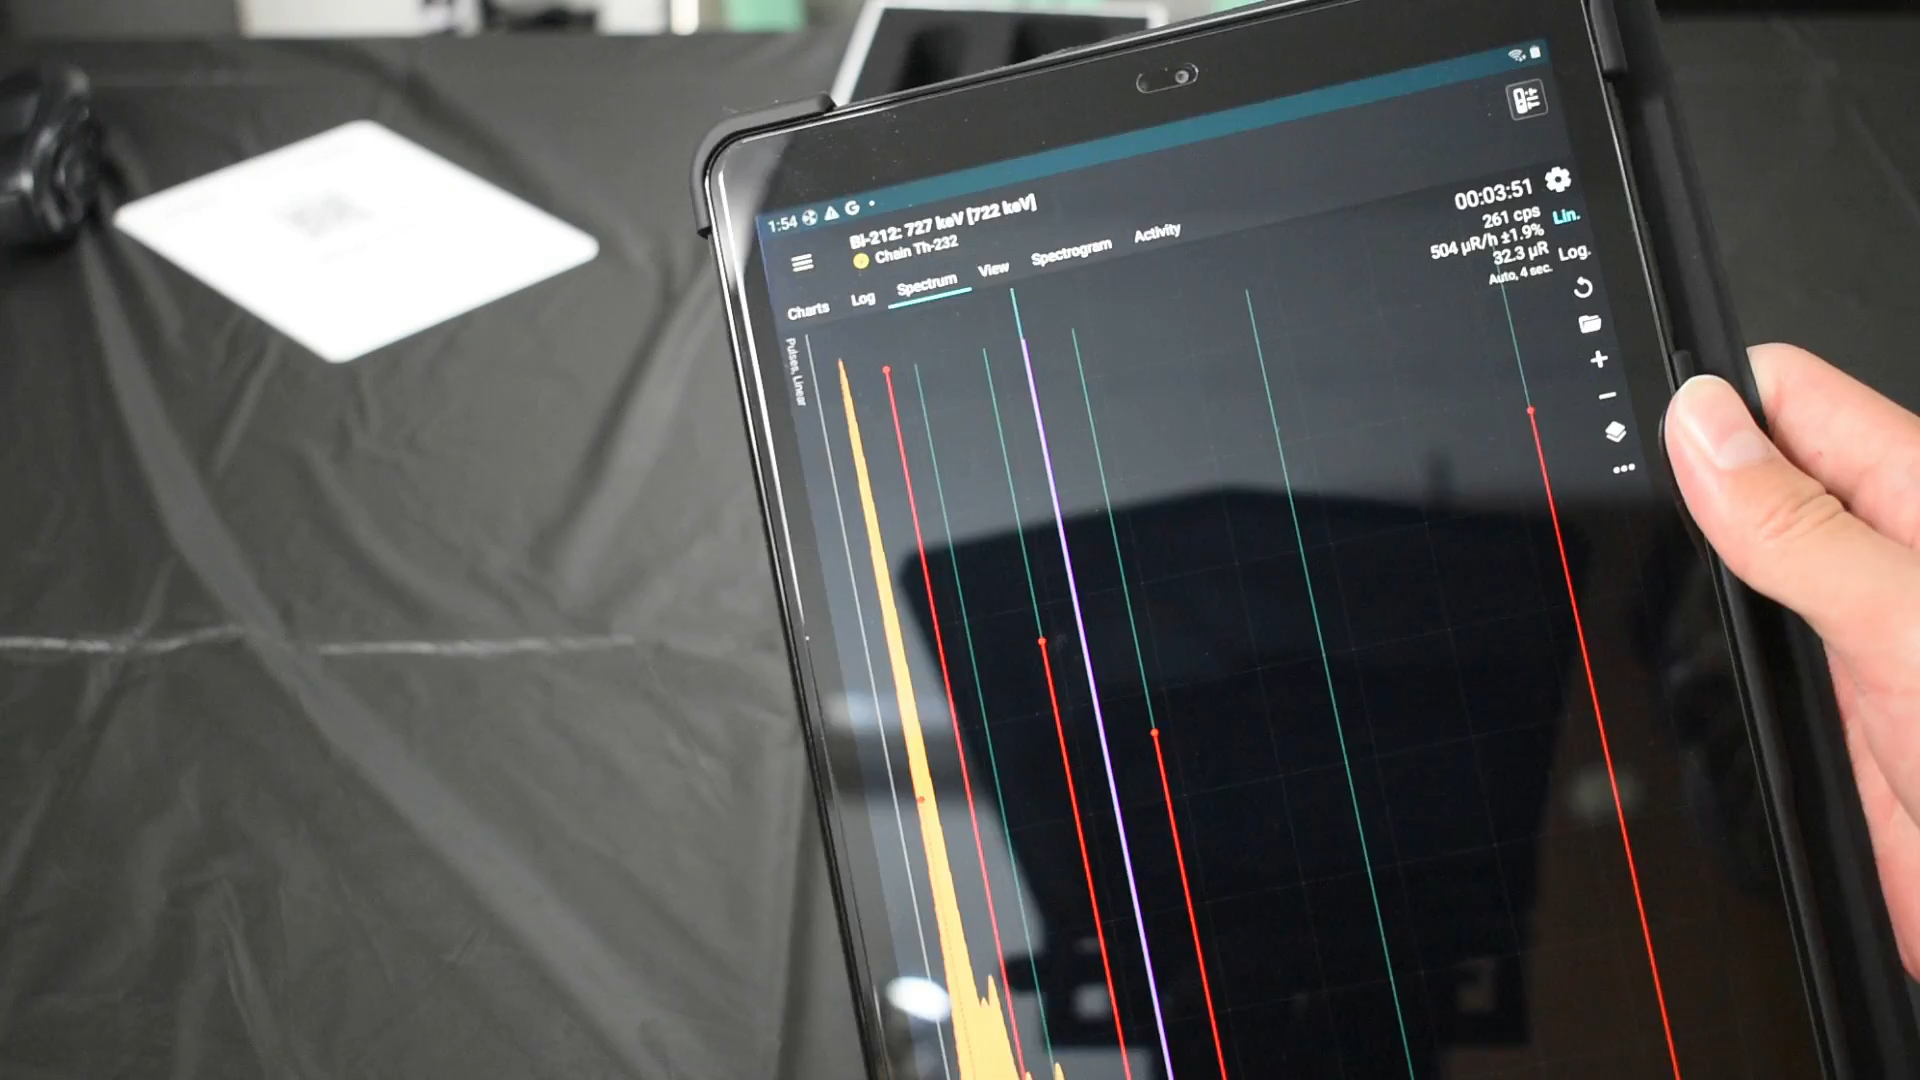 1:54
Bi-212: 727 keV [722 keV]
Chain Th-232
00:03:51
261 cps
504 µR/h ±1.9%
32.3 µR
Auto, 4 sec.
Lin.
Log.
Charts Log Spectrum View Spectrogram Activity
Pulses, Linear